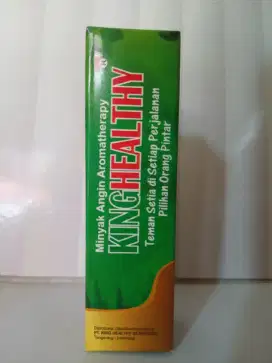 Minyak Angin Aromatherapy
KINGHEALTHY
Teman Setia di Setiap Perjalanan
Pilihan Orang Pintar